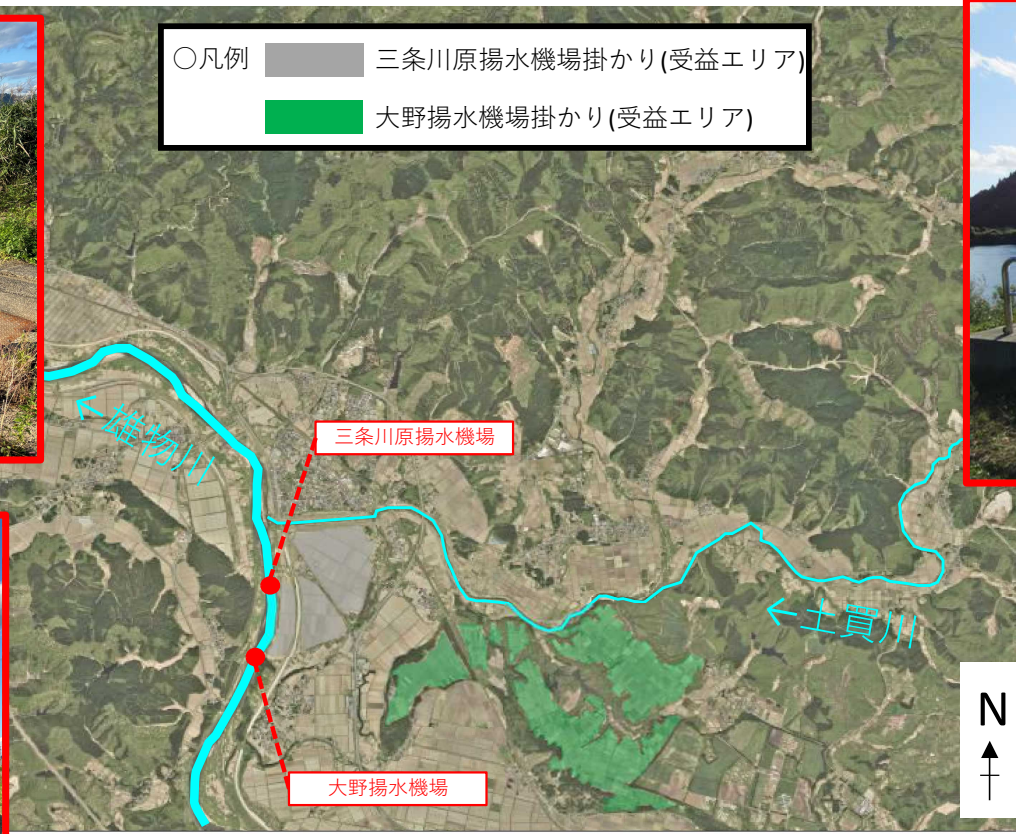 ○凡例
三条川原揚水機場掛かり(受益エリア)
大野揚水機場掛かり(受益エリア)
←雄物川
三条川原揚水機場
←土買川
大野揚水機場
N